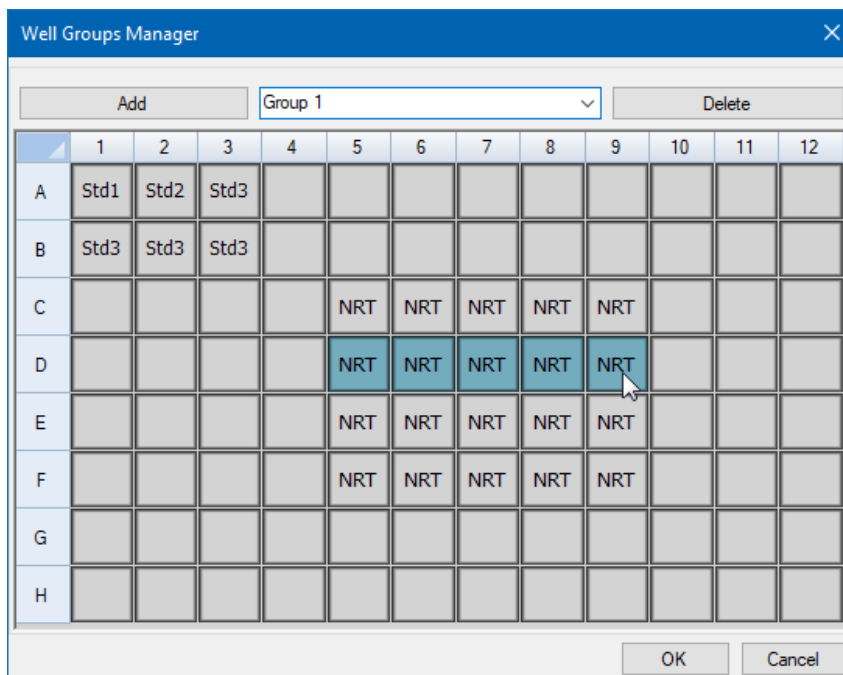 Well Groups Manager
Add Group 1 Delete
1 2 3 4 5 6 7 8 9 10 11 12
A Std1 Std2 Std3
B Std3 Std3 Std3
C NRT NRT NRT NRT NRT
D NRT NRT NRT NRT NRT
E NRT NRT NRT NRT NRT
F NRT NRT NRT NRT NRT
G
H
OK Cancel